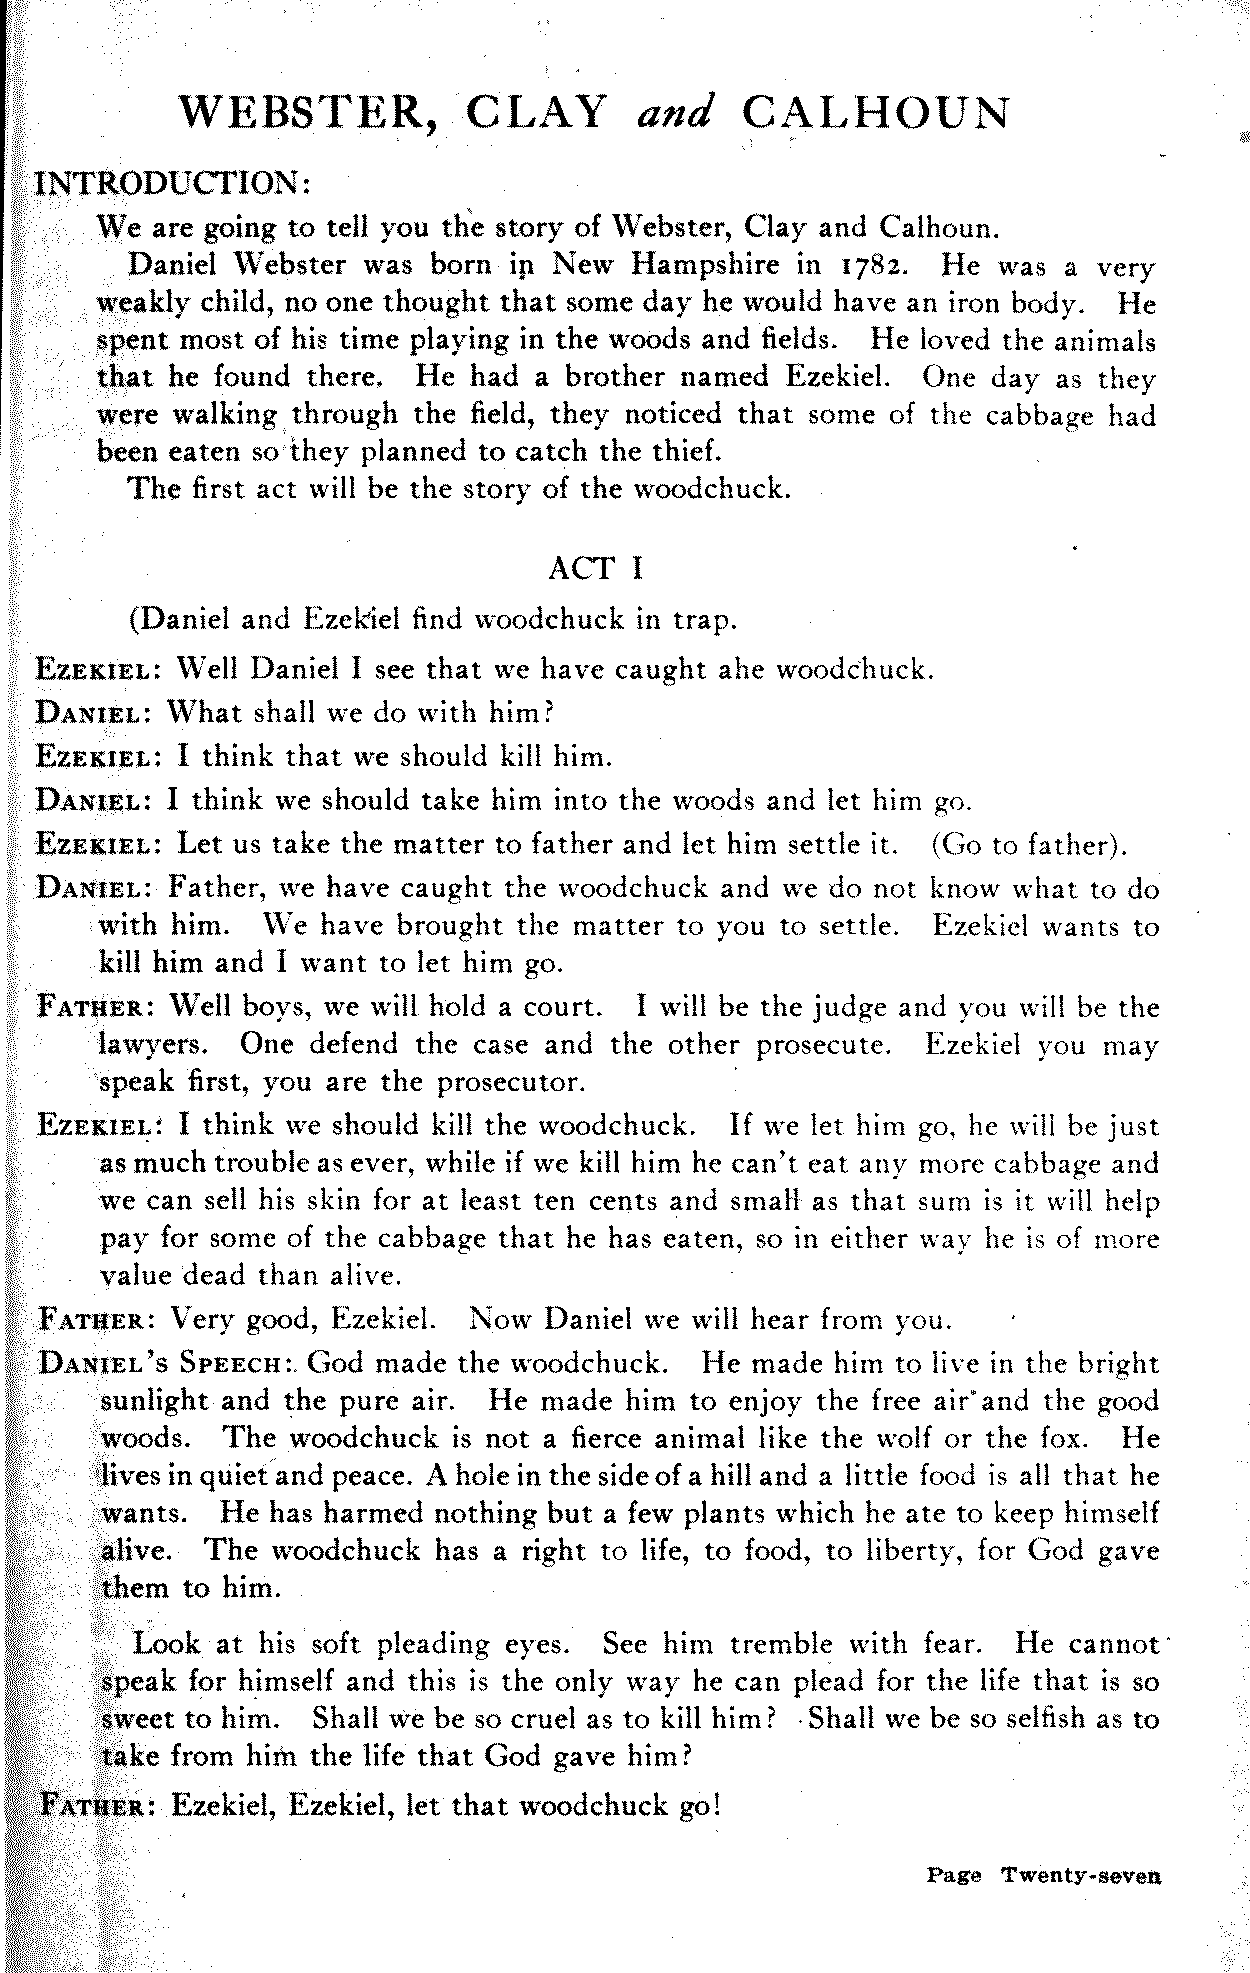 WEBSTER, CLAY and CALHOUN
INTRODUCTION:
We are going to tell you the story of Webster, Clay and Calhoun.
Daniel Webster was born in New Hampshire in 1782. He was a very
weakly child, no one thought that some day he would have an iron body. He
spent most of his time playing in the woods and fields. He loved the animals
that he found there. He had a brother named Ezekiel. One day as they
were walking through the field, they noticed that some of the cabbage had
been eaten so they planned to catch the thief.
The first act will be the story of the woodchuck.
ACT I
(Daniel and Ezekiel find woodchuck in trap.
EZEKIEL: Well Daniel I see that we have caught ahe woodchuck.
DANIEL: What shall we do with him?
EZEKIEL: I think that we should kill him.
DANIEL: I think we should take him into the woods and let him go.
EZEKIEL: Let us take the matter to father and let him settle it. (Go to father).
DANIEL: Father, we have caught the woodchuck and we do not know what to do
with him. We have brought the matter to you to settle. Ezekiel wants to
kill him and I want to let him go.
FATHER: Well boys, we will hold a court. I will be the judge and you will be the
lawyers. One defend the case and the other prosecute. Ezekiel you may
speak first, you are the prosecutor.
EZEKIEL: I think we should kill the woodchuck. If we let him go, he will be just
as much trouble as ever, while if we kill him he can't eat any more cabbage and
we can sell his skin for at least ten cents and small as that sum is it will help
pay for some of the cabbage that he has eaten, so in either way he is of more
value dead than alive.
FATHER: Very good, Ezekiel. Now Daniel we will hear from you.
DANIEL'S SPEECH: God made the woodchuck. He made him to live in the bright
sunlight and the pure air. He made him to enjoy the free air and the good
woods. The woodchuck is not a fierce animal like the wolf or the fox. He
lives in quiet and peace. A hole in the side of a hill and a little food is all that he
wants. He has harmed nothing but a few plants which he ate to keep himself
alive. The woodchuck has a right to life, to food, to liberty, for God gave
them to him.
Look at his soft pleading eyes. See him tremble with fear. He cannot
speak for himself and this is the only way he can plead for the life that is so
sweet to him. Shall we be so cruel as to kill him? Shall we be so selfish as to
take from him the life that God gave him?
FATHER: Ezekiel, Ezekiel, let that woodchuck go!
Page Twenty-seven